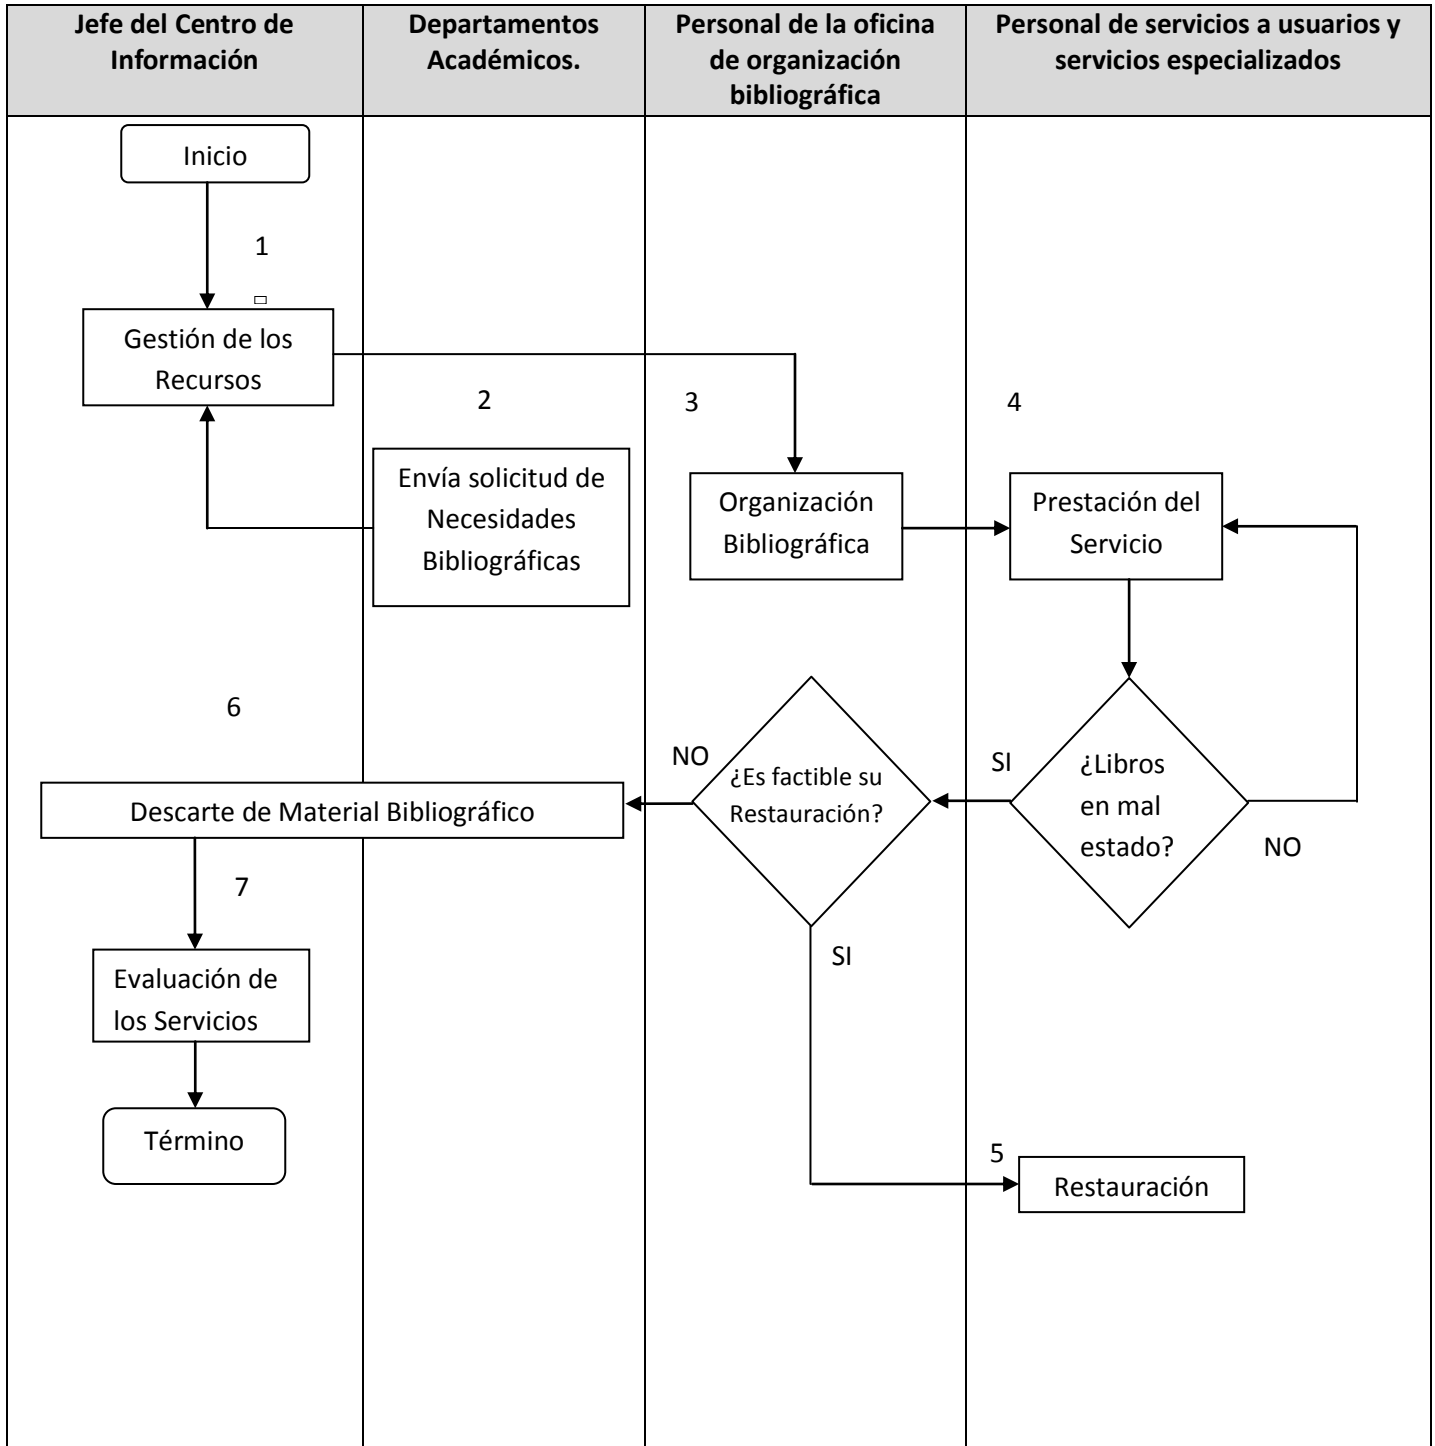 Jefe del Centro de
Información
Departamentos
Académicos.
Personal de la oficina
de organización
bibliográfica
Personal de servicios a usuarios y
servicios especializados
Inicio
1
Gestión de los
Recursos
2
Envía solicitud de
Necesidades
Bibliográficas
3
Organización
Bibliográfica
4
Prestación del
Servicio
¿Libros
en mal
estado?
SI
NO
¿Es factible su
Restauración?
NO
SI
5
Restauración
6
Descarte de Material Bibliográfico
7
Evaluación de
los Servicios
Término